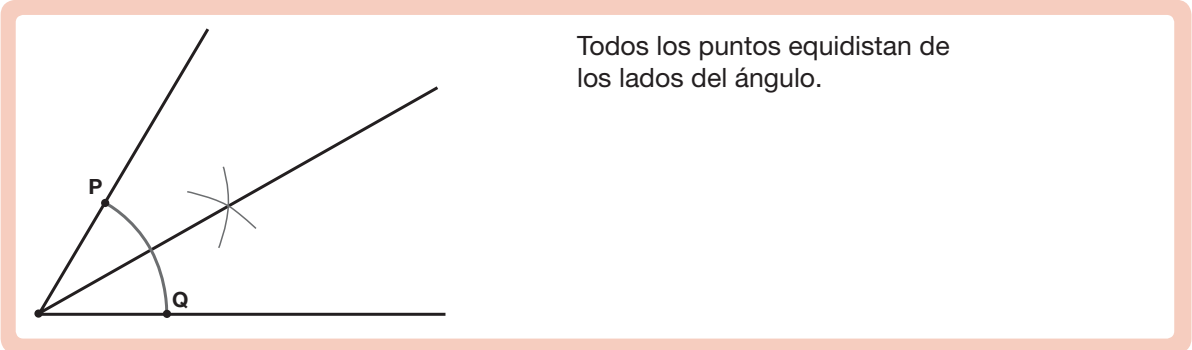 Todos los puntos equidistan de
los lados del ángulo.
P
Q